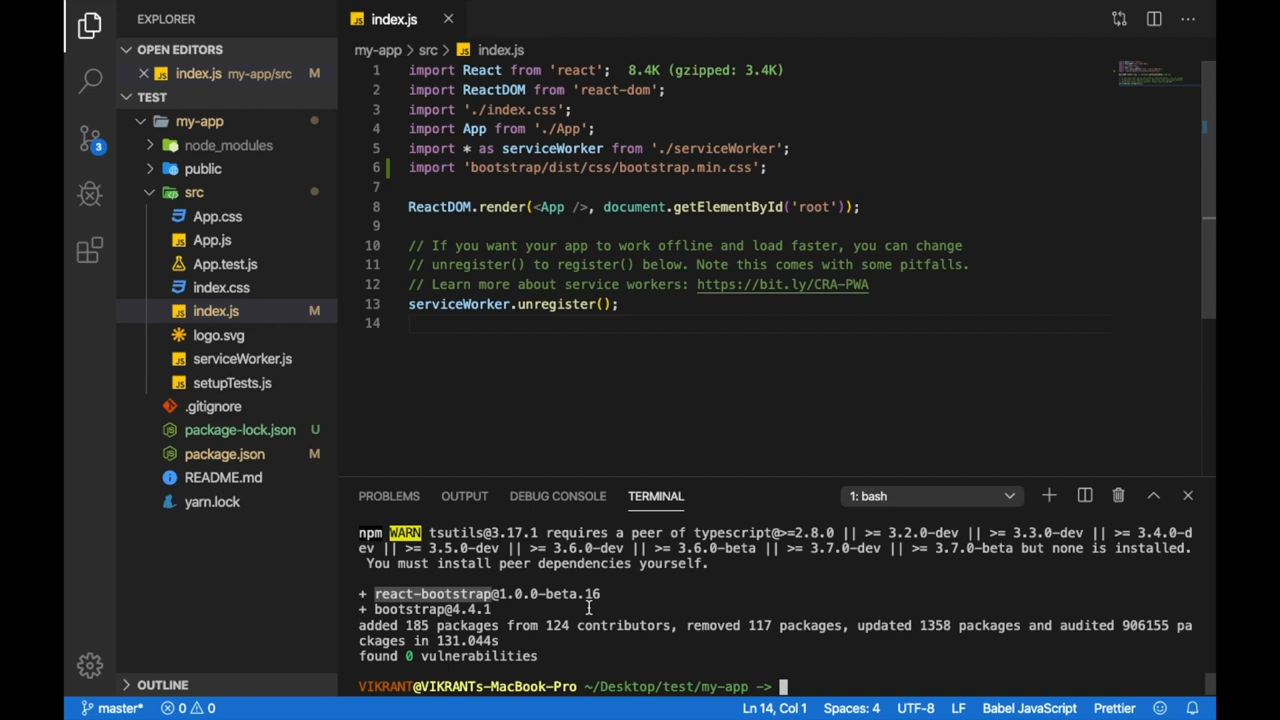 EXPLORER
OPEN EDITORS
index.js my-app/src M
TEST
my-app
node_modules
public
src
App.css
App.js
App.test.js
index.css
index.js M
logo.svg
serviceWorker.js
setupTests.js
.gitignore
package-lock.json U
package.json M
README.md
yarn.lock
OUTLINE
3
JS index.js
my-app > src > JS index.js
1 import React from 'react'; 8.4K (gzipped: 3.4K)
2 import ReactDOM from 'react-dom';
3 import './index.css';
4 import App from './App';
5 import * as serviceWorker from './serviceWorker';
6 import 'bootstrap/dist/css/bootstrap.min.css';
7
8 ReactDOM.render(<App />, document.getElementById('root'));
9
10 // If you want your app to work offline and load faster, you can change
11 // unregister() to register() below. Note this comes with some pitfalls.
12 // Learn more about service workers: https://bit.ly/CRA-PWA
13 serviceWorker.unregister();
14
PROBLEMS OUTPUT DEBUG CONSOLE TERMINAL 1: bash
npm WARN tsutils@3.17.1 requires a peer of typescript@>=2.8.0 || >= 3.2.0-dev || >= 3.3.0-dev || >= 3.4.0-d
ev || >= 3.5.0-dev || >= 3.6.0-dev || >= 3.6.0-beta || >= 3.7.0-dev || >= 3.7.0-beta but none is installed.
You must install peer dependencies yourself.
+ react-bootstrap@1.0.0-beta.16
+ bootstrap@4.4.1
added 185 packages from 124 contributors, removed 117 packages, updated 1358 packages and audited 906155 pa
ckages in 131.044s
found 0 vulnerabilities
VIKRANT@VIKRANTs-MacBook-Pro ~/Desktop/test/my-app ->
master* 0 0 Ln 14, Col 1 Spaces: 4 UTF-8 LF Babel JavaScript Prettier